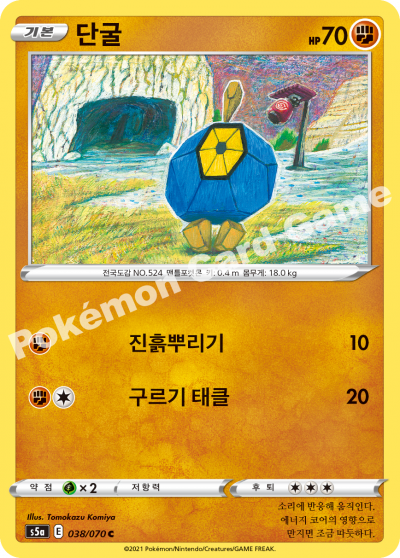 기본 단굴 HP 70
전국도감 NO.524 맨틀포켓몬 키: 0.4 m 몸무게: 18.0 kg
Pokémon Card Game
진흙뿌리기 10
구르기 태클 20
약점 ×2 저항력 후퇴
Illus. Tomokazu Komiya
s5a E 038/070 C
소리에 반응해 움직인다.
에너지 코어의 영향으로
만지면 조금 따듯하다.
©2021 Pokémon/Nintendo/Creatures/GAME FREAK.